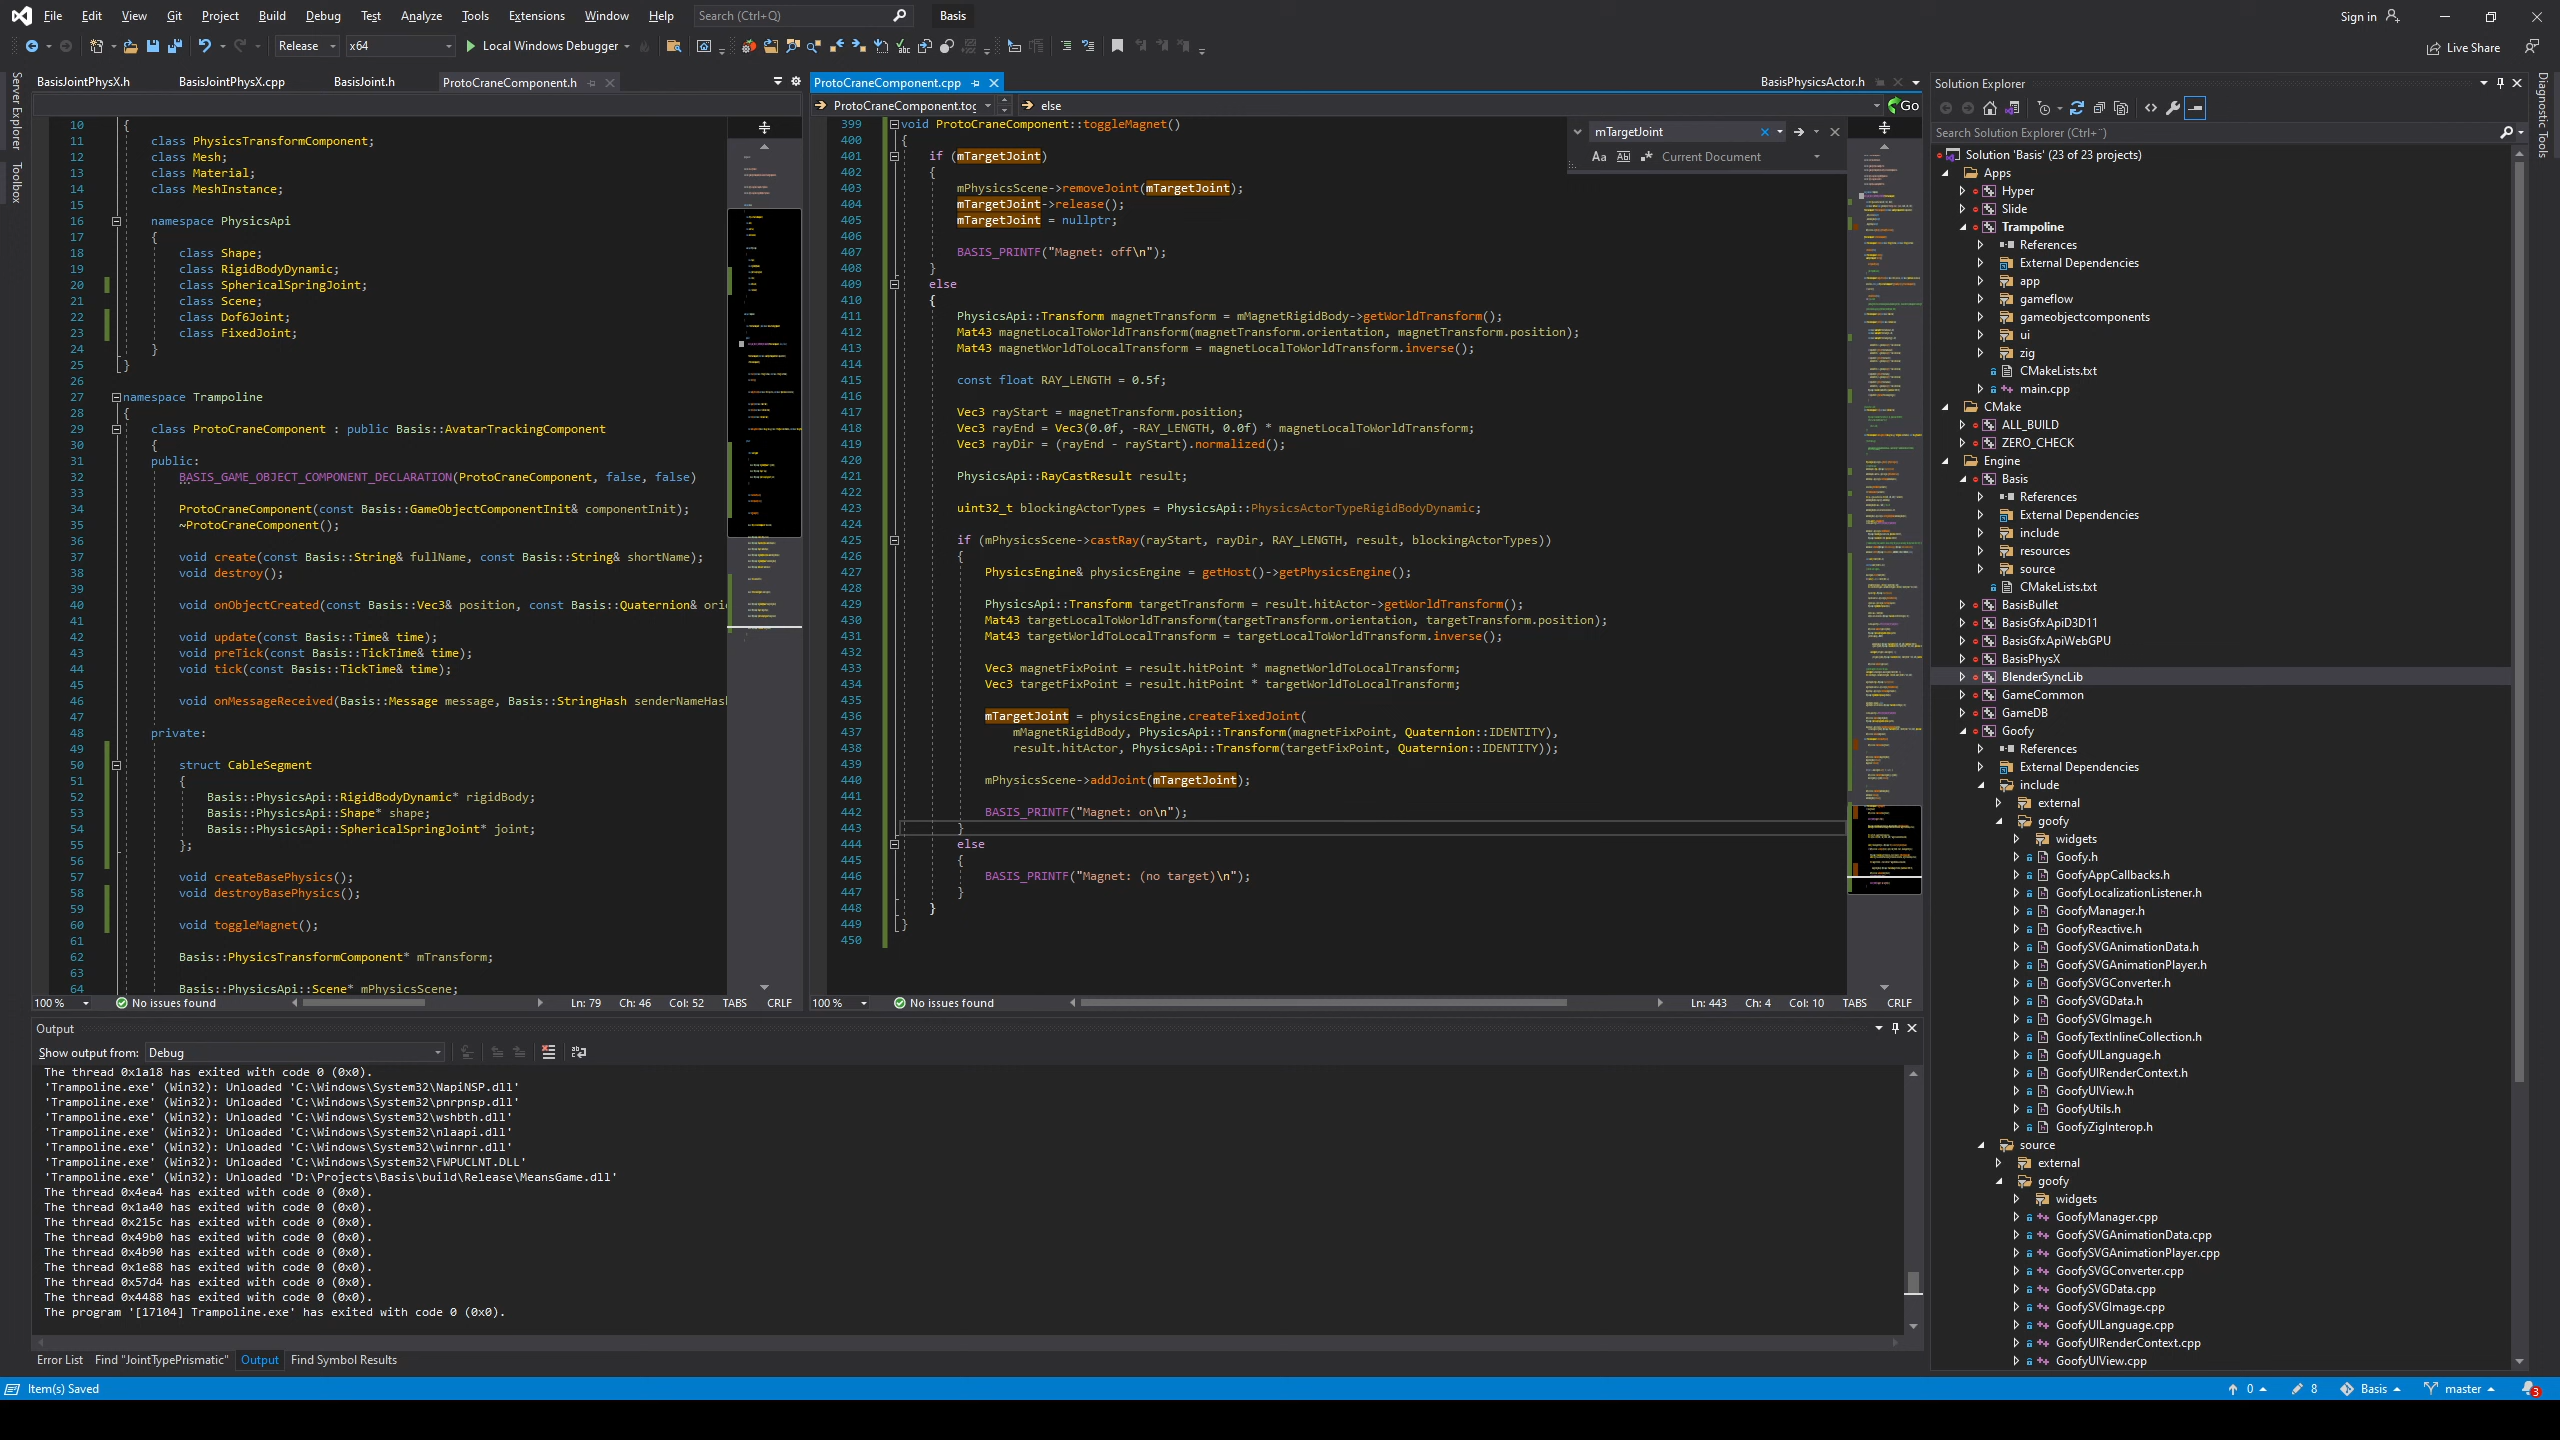 File Edit View Git Project Build Debug Test Analyze Tools Extensions Window Help Search (Ctrl+Q) Basis Sign in
Release x64 Local Windows Debugger Live Share
Server Explorer
Toolbox
BasisJointPhysX.h BasisJointPhysX.cpp BasisJoint.h ProtoCraneComponent.h
10 {
11 class PhysicsTransformComponent;
12 class Mesh;
13 class Material;
14 class MeshInstance;
15
16 namespace PhysicsApi
17 {
18 class Shape;
19 class RigidBodyDynamic;
20 class SphericalSpringJoint;
21 class Scene;
22 class Dof6Joint;
23 class FixedJoint;
24 }
25 }
26
27 namespace Trampoline
28 {
29 class ProtoCraneComponent : public Basis::AvatarTrackingComponent
30 {
31 public:
32 BASIS_GAME_OBJECT_COMPONENT_DECLARATION(ProtoCraneComponent, false, false)
33
34 ProtoCraneComponent(const Basis::GameObjectComponentInit& componentInit);
35 ~ProtoCraneComponent();
36
37 void create(const Basis::String& fullName, const Basis::String& shortName);
38 void destroy();
39
40 void onObjectCreated(const Basis::Vec3& position, const Basis::Quaternion& ori
41
42 void update(const Basis::Time& time);
43 void preTick(const Basis::TickTime& time);
44 void tick(const Basis::TickTime& time);
45
46 void onMessageReceived(Basis::Message message, Basis::StringHash senderNameHas
47
48 private:
49
50 struct CableSegment
51 {
52 Basis::PhysicsApi::RigidBodyDynamic* rigidBody;
53 Basis::PhysicsApi::Shape* shape;
54 Basis::PhysicsApi::SphericalSpringJoint* joint;
55 };
56
57 void createBasePhysics();
58 void destroyBasePhysics();
59
60 void toggleMagnet();
61
62 Basis::PhysicsTransformComponent* mTransform;
63
64 Basis::PhysicsApi::Scene* mPhysicsScene;
100 % No issues found Ln: 79 Ch: 46 Col: 52 TABS CRLF
ProtoCraneComponent.cpp BasisPhysicsActor.h
ProtoCraneComponent.tog else Go
mTargetJoint
Aa Ab Current Document
399 void ProtoCraneComponent::toggleMagnet()
400 {
401 if (mTargetJoint)
402 {
403 mPhysicsScene->removeJoint(mTargetJoint);
404 mTargetJoint->release();
405 mTargetJoint = nullptr;
406
407 BASIS_PRINTF("Magnet: off\n");
408 }
409 else
410 {
411 PhysicsApi::Transform magnetTransform = mMagnetRigidBody->getWorldTransform();
412 Mat43 magnetLocalToWorldTransform(magnetTransform.orientation, magnetTransform.position);
413 Mat43 magnetWorldToLocalTransform = magnetLocalToWorldTransform.inverse();
414
415 const float RAY_LENGTH = 0.5f;
416
417 Vec3 rayStart = magnetTransform.position;
418 Vec3 rayEnd = Vec3(0.0f, -RAY_LENGTH, 0.0f) * magnetLocalToWorldTransform;
419 Vec3 rayDir = (rayEnd - rayStart).normalized();
420
421 PhysicsApi::RayCastResult result;
422
423 uint32_t blockingActorTypes = PhysicsApi::PhysicsActorTypeRigidBodyDynamic;
424
425 if (mPhysicsScene->castRay(rayStart, rayDir, RAY_LENGTH, result, blockingActorTypes))
426 {
427 PhysicsEngine& physicsEngine = getHost()->getPhysicsEngine();
428
429 PhysicsApi::Transform targetTransform = result.hitActor->getWorldTransform();
430 Mat43 targetLocalToWorldTransform(targetTransform.orientation, targetTransform.position);
431 Mat43 targetWorldToLocalTransform = targetLocalToWorldTransform.inverse();
432
433 Vec3 magnetFixPoint = result.hitPoint * magnetWorldToLocalTransform;
434 Vec3 targetFixPoint = result.hitPoint * targetWorldToLocalTransform;
435
436 mTargetJoint = physicsEngine.createFixedJoint(
437 mMagnetRigidBody, PhysicsApi::Transform(magnetFixPoint, Quaternion::IDENTITY),
438 result.hitActor, PhysicsApi::Transform(targetFixPoint, Quaternion::IDENTITY));
439
440 mPhysicsScene->addJoint(mTargetJoint);
441
442 BASIS_PRINTF("Magnet: on\n");
443 }
444 else
445 {
446 BASIS_PRINTF("Magnet: (no target)\n");
447 }
448 }
449 }
450
100 % No issues found Ln: 443 Ch: 4 Col: 10 TABS CRLF
Output
Show output from: Debug
The thread 0x1a18 has exited with code 0 (0x0).
'Trampoline.exe' (Win32): Unloaded 'C:\Windows\System32\NapiNSP.dll'
'Trampoline.exe' (Win32): Unloaded 'C:\Windows\System32\pnrpnsp.dll'
'Trampoline.exe' (Win32): Unloaded 'C:\Windows\System32\wshbth.dll'
'Trampoline.exe' (Win32): Unloaded 'C:\Windows\System32\nlaapi.dll'
'Trampoline.exe' (Win32): Unloaded 'C:\Windows\System32\winrnr.dll'
'Trampoline.exe' (Win32): Unloaded 'C:\Windows\System32\FWPUCLNT.DLL'
'Trampoline.exe' (Win32): Unloaded 'D:\Projects\Basis\build\Release\MeansGame.dll'
The thread 0x4ea4 has exited with code 0 (0x0).
The thread 0x1a40 has exited with code 0 (0x0).
The thread 0x215c has exited with code 0 (0x0).
The thread 0x49b0 has exited with code 0 (0x0).
The thread 0x4b90 has exited with code 0 (0x0).
The thread 0x1e88 has exited with code 0 (0x0).
The thread 0x57d4 has exited with code 0 (0x0).
The thread 0x4488 has exited with code 0 (0x0).
The program '[17104] Trampoline.exe' has exited with code 0 (0x0).
Error List Find "JointTypePrismatic" Output Find Symbol Results
Solution Explorer
Search Solution Explorer (Ctrl+¨)
Solution 'Basis' (23 of 23 projects)
Apps
Hyper
Slide
Trampoline
References
External Dependencies
app
gameflow
gameobjectcomponents
ui
zig
CMakeLists.txt
main.cpp
CMake
ALL_BUILD
ZERO_CHECK
Engine
Basis
References
External Dependencies
include
resources
source
CMakeLists.txt
BasisBullet
BasisGfxApiD3D11
BasisGfxApiWebGPU
BasisPhysX
BlenderSyncLib
GameCommon
GameDB
Goofy
References
External Dependencies
include
external
goofy
widgets
Goofy.h
GoofyAppCallbacks.h
GoofyLocalizationListener.h
GoofyManager.h
GoofyReactive.h
GoofySVGAnimationData.h
GoofySVGAnimationPlayer.h
GoofySVGConverter.h
GoofySVGData.h
GoofySVGImage.h
GoofyTextInlineCollection.h
GoofyUILanguage.h
GoofyUIRenderContext.h
GoofyUIView.h
GoofyUtils.h
GoofyZigInterop.h
source
external
goofy
widgets
GoofyManager.cpp
GoofySVGAnimationData.cpp
GoofySVGAnimationPlayer.cpp
GoofySVGConverter.cpp
GoofySVGData.cpp
GoofySVGImage.cpp
GoofyUILanguage.cpp
GoofyUIRenderContext.cpp
GoofyUIView.cpp
Diagnostic Tools
Item(s) Saved 0 8 Basis master 3